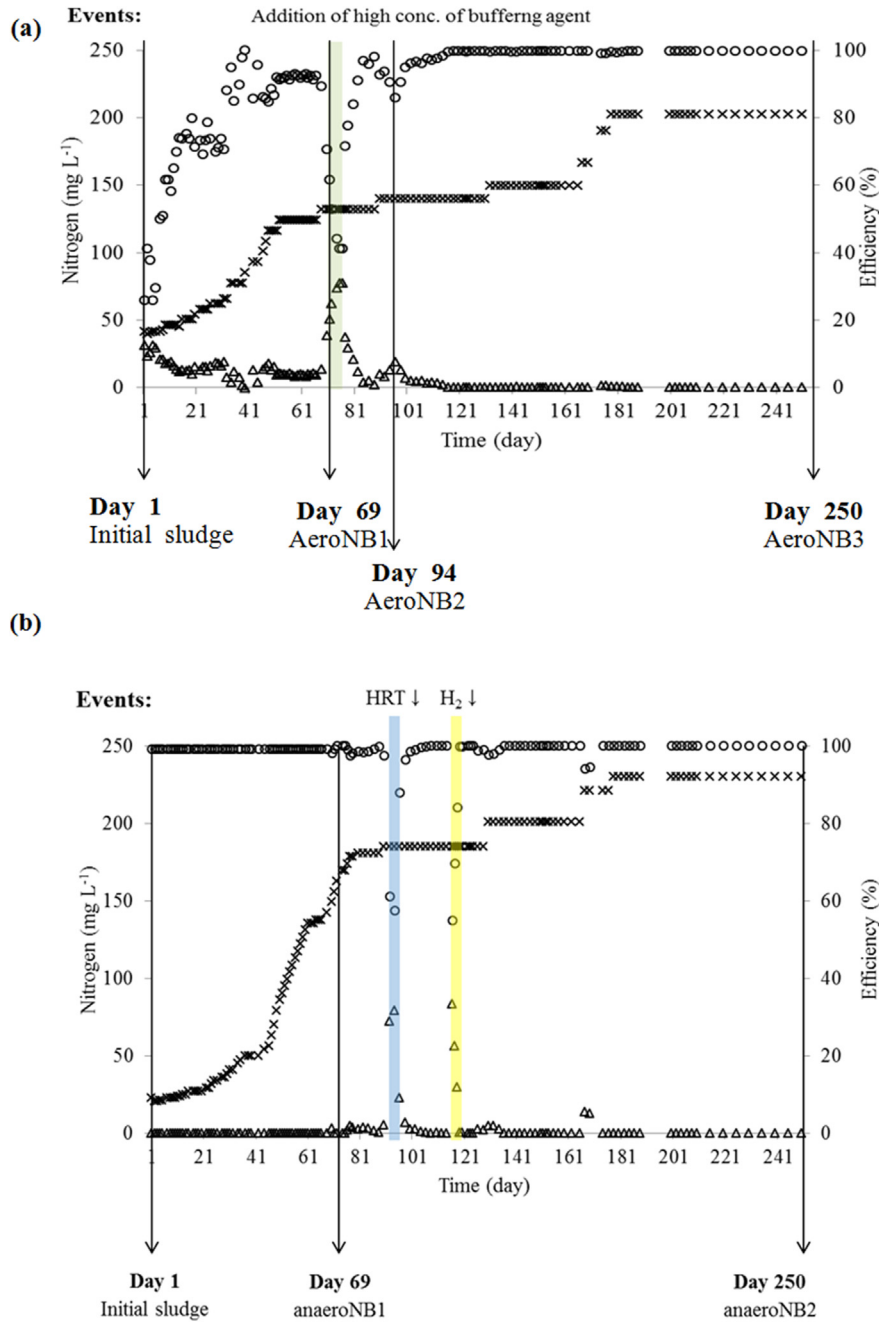 (a)
Events: Addition of high conc. of bufferng agent
250
200
150
100
50
0
Nitrogen (mg L-1)
100
80
60
40
20
0
Efficiency (%)
1 21 41 61 81 101 121 141 161 181 201 221 241
Time (day)
Day 1
Initial sludge
Day 69
AeroNB1
Day 94
AeroNB2
Day 250
AeroNB3
(b)
Events: HRT ↓ H2 ↓
250
200
150
100
50
0
Nitrogen (mg L-1)
100
80
60
40
20
0
Efficiency (%)
1 21 41 61 81 101 121 141 161 181 201 221 241
Time (day)
Day 1
Initial sludge
Day 69
anaeroNB1
Day 250
anaeroNB2